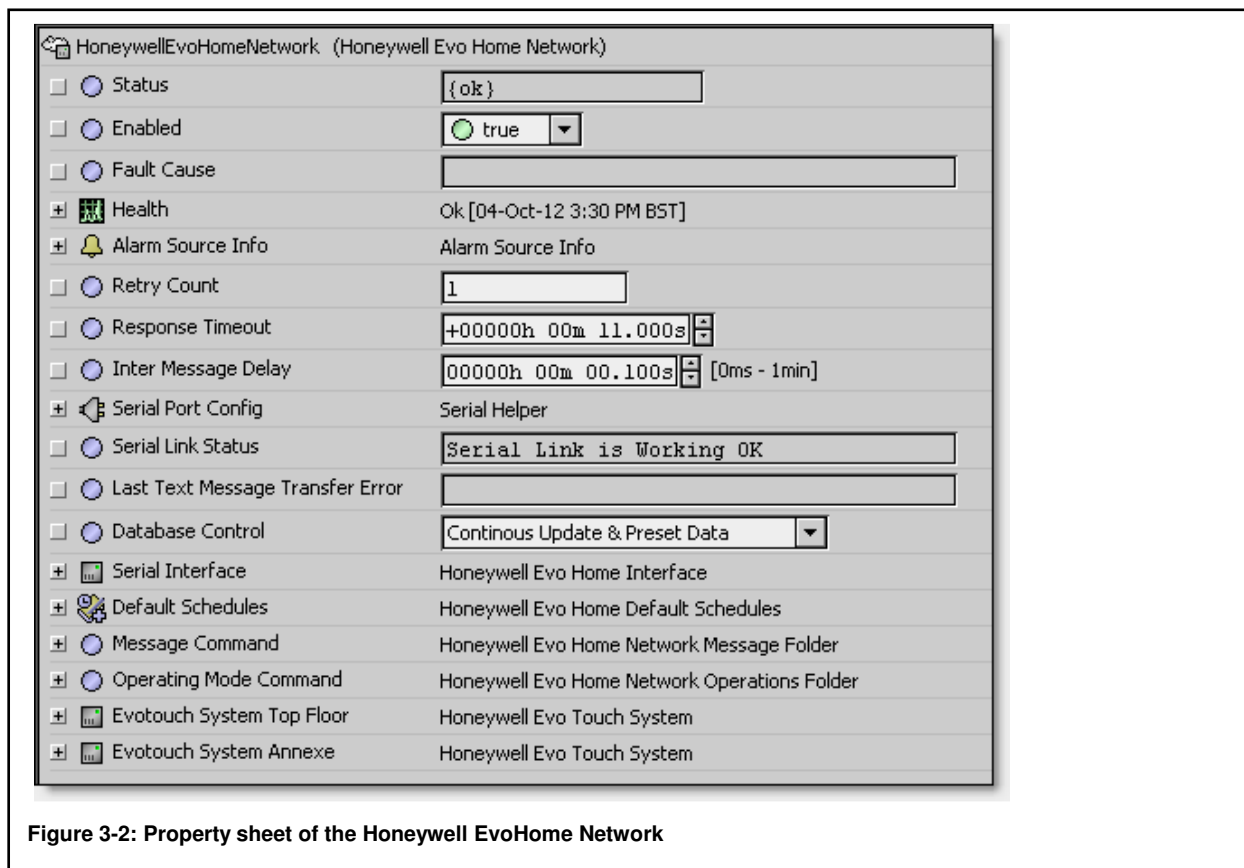 HoneywellEvoHomeNetwork (Honeywell Evo Home Network)
Status {ok}
Enabled true
Fault Cause
Health Ok [04-Oct-12 3:30 PM BST]
Alarm Source Info Alarm Source Info
Retry Count 1
Response Timeout +00000h 00m 11.000s
Inter Message Delay 00000h 00m 00.100s [0ms - 1min]
Serial Port Config Serial Helper
Serial Link Status Serial Link is Working OK
Last Text Message Transfer Error
Database Control Continous Update & Preset Data
Serial Interface Honeywell Evo Home Interface
Default Schedules Honeywell Evo Home Default Schedules
Message Command Honeywell Evo Home Network Message Folder
Operating Mode Command Honeywell Evo Home Network Operations Folder
Evotouch System Top Floor Honeywell Evo Touch System
Evotouch System Annexe Honeywell Evo Touch System
Figure 3-2: Property sheet of the Honeywell EvoHome Network